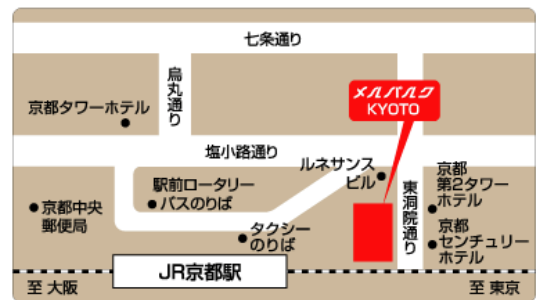 七条通り
烏丸通り
メルパルク
KYOTO
京都タワーホテル
塩小路通り
ルネサンス
ビル
京都
第2タワー
ホテル
駅前ロータリー
バスのりば
東洞院通り
京都中央
郵便局
タクシー
のりば
京都
センチュリー
ホテル
JR京都駅
至 大阪
至 東京